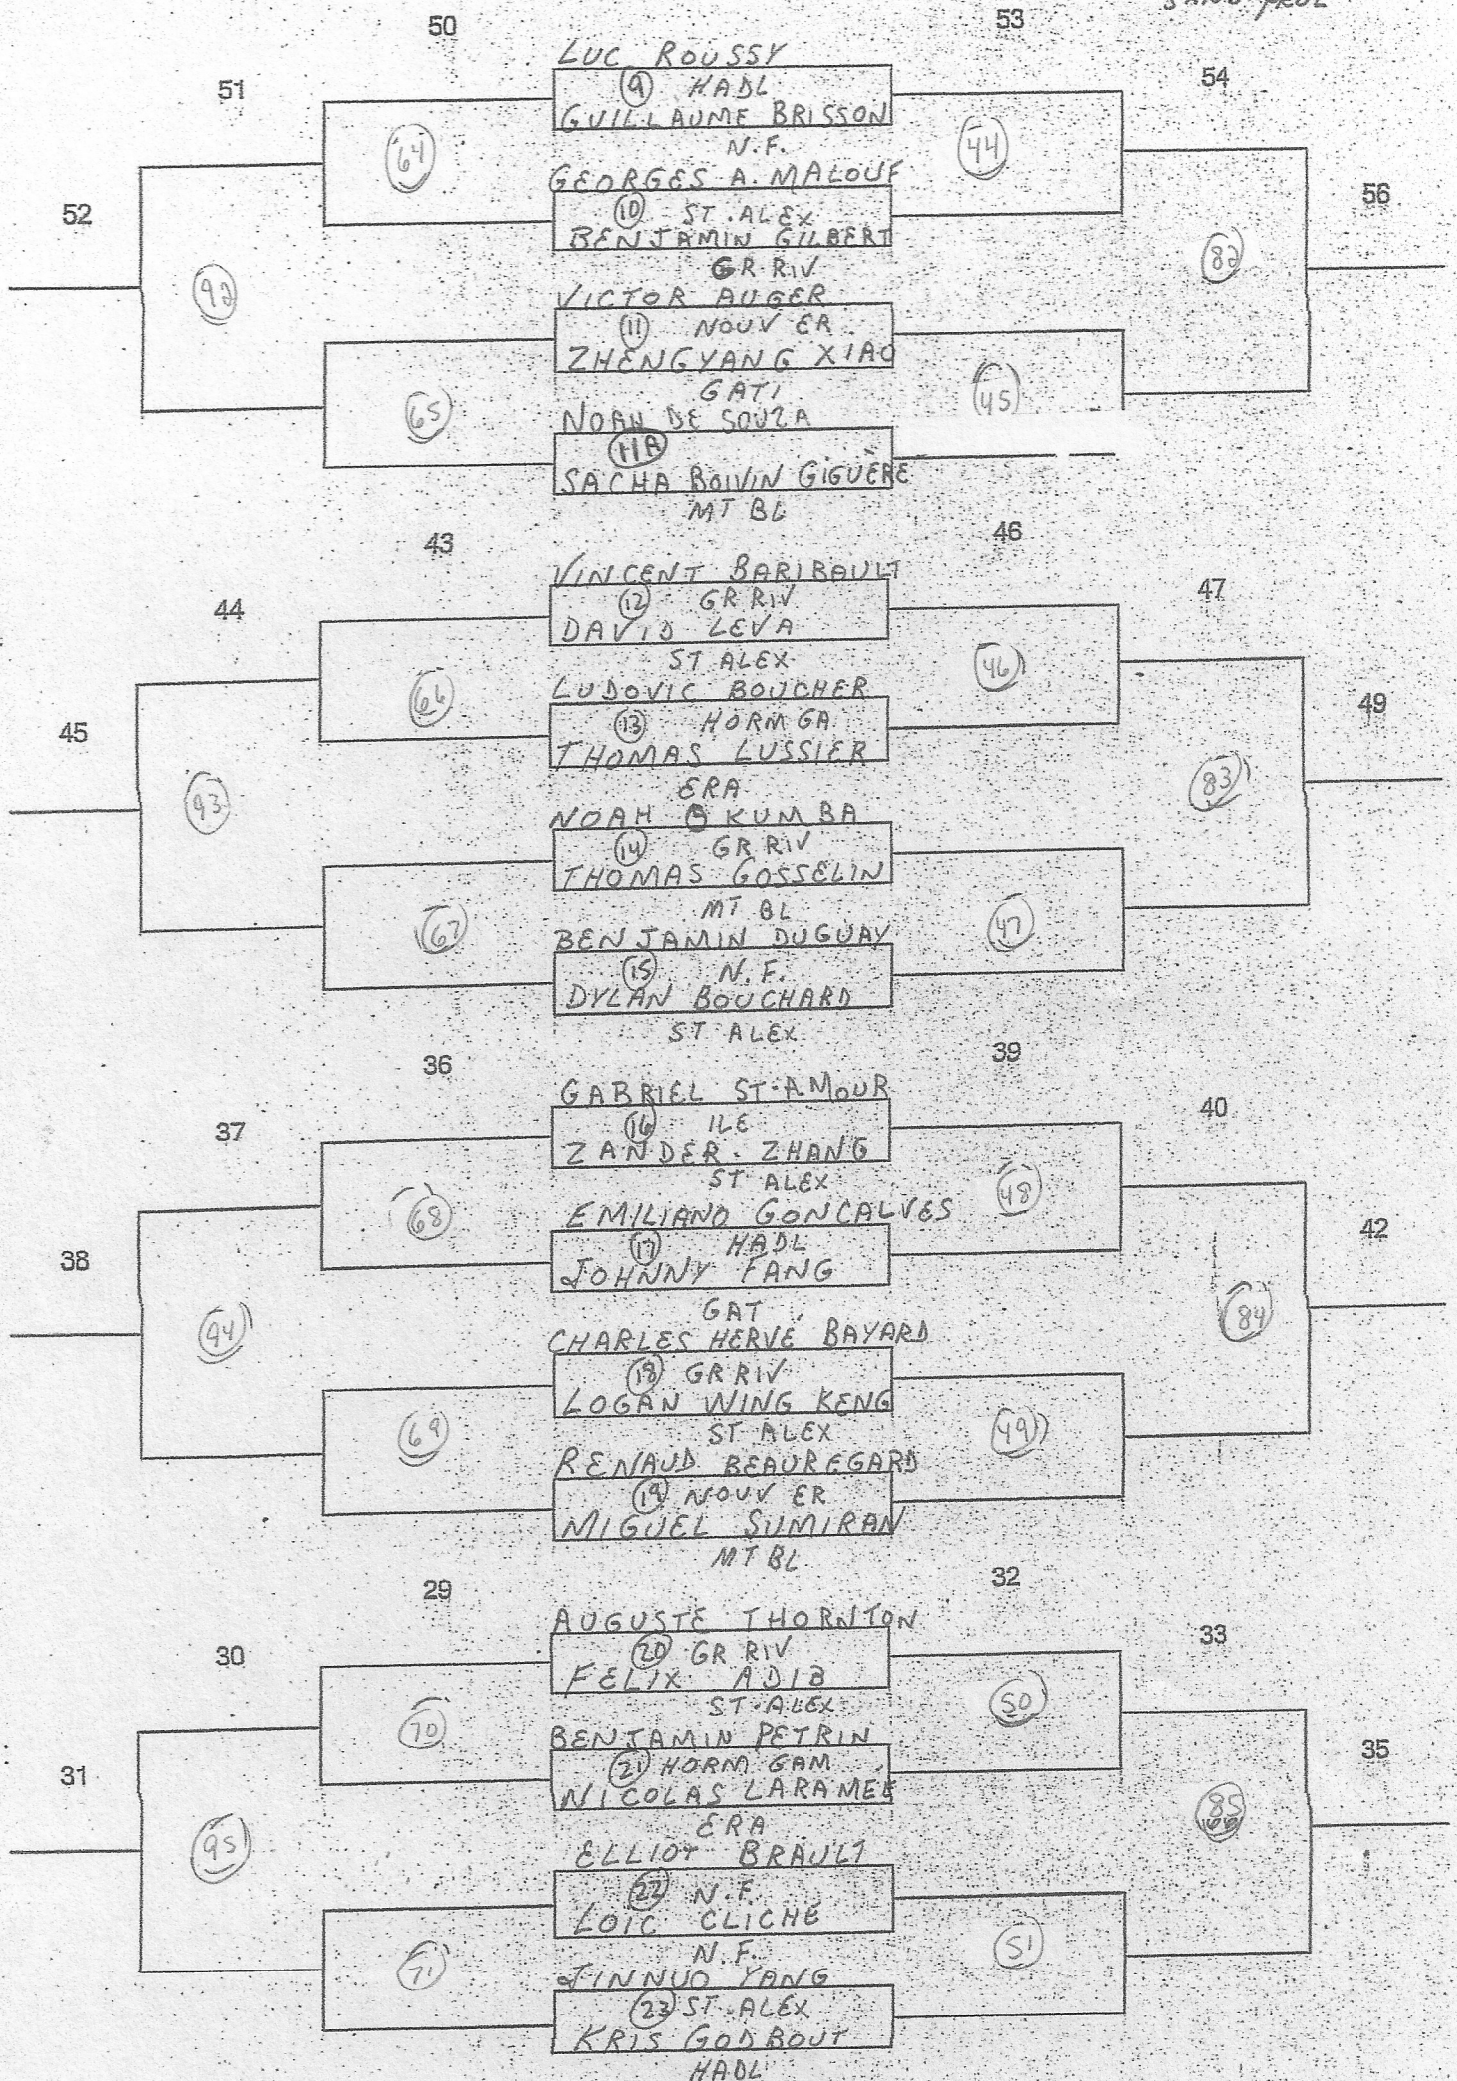 50
53
LUC ROUSSY
51
9 HADL
54
GUILLAUME BRISSON
64
N.F.
44
GEORGES A. MALOUF
52
10 ST. ALEX
56
BENJAMIN GILBERT
92
GR RIV
82
VICTOR AUGER
11 NOUV ER
ZHENGYANG XIAO
65
GATI
45
NOAH DE SOUZA
11A
SACHA BOIVIN GIGUÈRE
MT BL
43
46
VINCENT BARIBAULT
44
12 GR RIV
47
DAVID LEVA
66
ST ALEX
46
LUDOVIC BOUCHER
45
13 HORM GA
49
THOMAS LUSSIER
93
ERA
83
NOAH OKUMBA
14 GR RIV
THOMAS GOSSELIN
67
MT BL
47
BENJAMIN DUGUAY
15 N.F.
DYLAN BOUCHARD
ST ALEX
36
39
GABRIEL ST-AMOUR
37
16 ILE
40
ZANDER ZHANG
68
ST ALEX
48
EMILIANO GONCALVES
38
17 HADL
42
JOHNNY FANG
94
GAT
84
CHARLES HERVÉ BAYARD
18 GR RIV
LOGAN WING KENG
69
ST ALEX
49
RENAUD BEAUREGARD
19 NOUV ER
MIGUEL SUMIRAN
MT BL
29
32
AUGUSTE THORNTON
30
20 GR RIV
33
FELIX ADIB
70
ST. ALEX
50
BENJAMIN PETRIN
31
21 HORM GAM
35
NICOLAS LARAMÉE
95
ERA
85
ELLIOT BRAULT
22 N.F.
LOIC CLICHE
71
N.F.
51
JINNUO YANG
23 ST. ALEX
KRIS GODBOUT
HADL